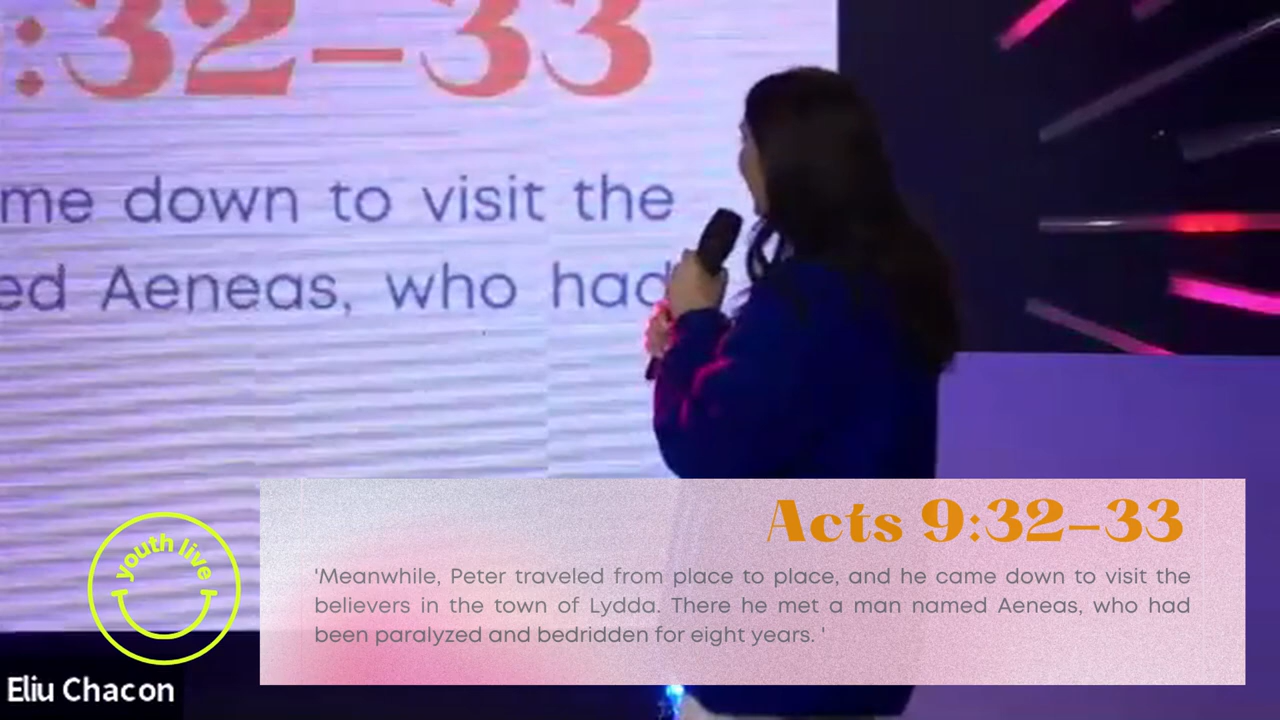 :32–33
me down to visit the
ed Aeneas, who had
Acts 9:32–33
'Meanwhile, Peter traveled from place to place, and he came down to visit the
believers in the town of Lydda. There he met a man named Aeneas, who had
been paralyzed and bedridden for eight years. '
youth live
Eliu Chacon